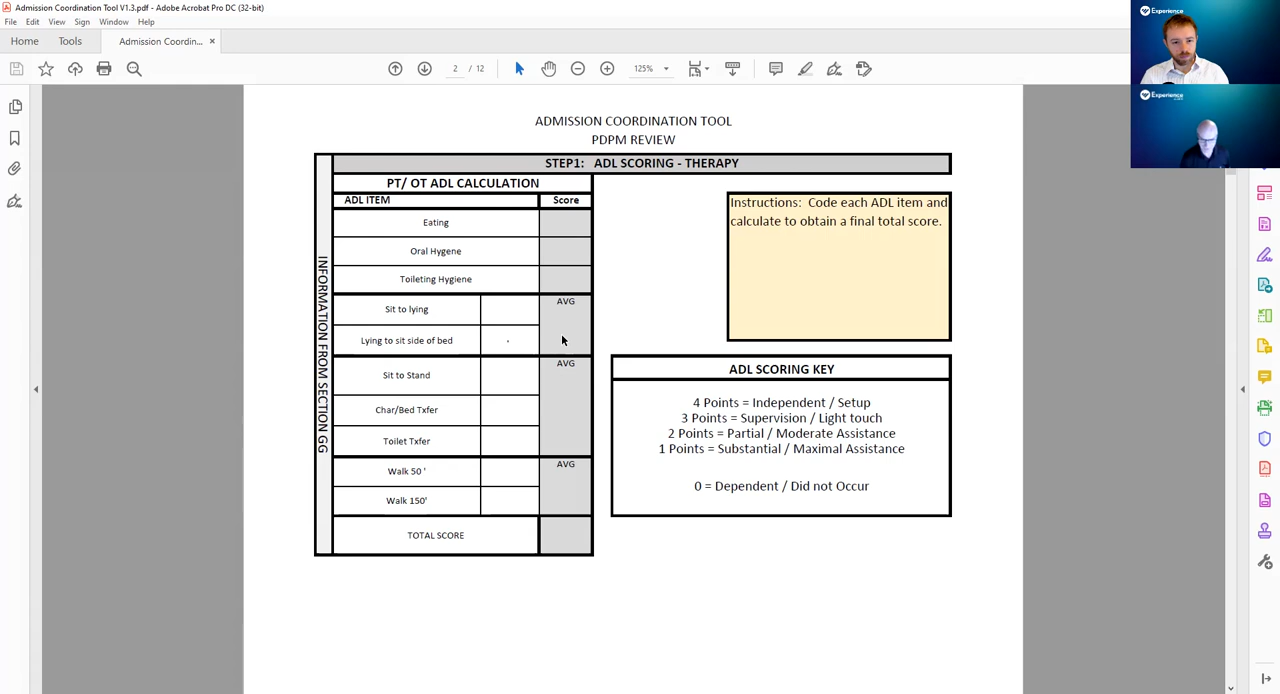 Admission Coordination Tool V1.3.pdf - Adobe Acrobat Pro DC (32-bit)
File Edit View Sign Window Help
Home Tools Admission Coordin... ×
2 / 12 125%
Experience
Experience
ADMISSION COORDINATION TOOL
PDPM REVIEW
INFORMATION FROM SECTION GG
STEP1: ADL SCORING - THERAPY
PT/ OT ADL CALCULATION
ADL ITEM Score
Eating
Oral Hygiene
Toileting Hygiene
Sit to lying AVG
Lying to sit side of bed
Sit to Stand AVG
Char/Bed Txfer
Toilet Txfer
Walk 50 ' AVG
Walk 150'
TOTAL SCORE
Instructions: Code each ADL item and
calculate to obtain a final total score.
ADL SCORING KEY
4 Points = Independent / Setup
3 Points = Supervision / Light touch
2 Points = Partial / Moderate Assistance
1 Points = Substantial / Maximal Assistance
0 = Dependent / Did not Occur